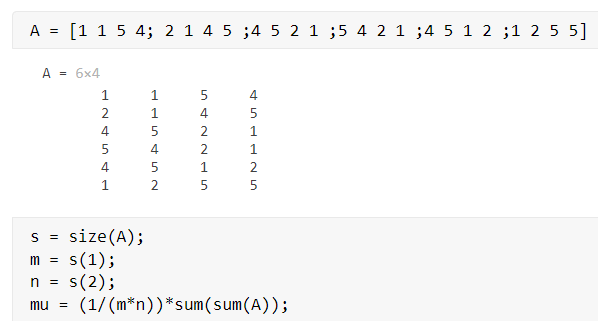 A = [1 1 5 4; 2 1 4 5 ;4 5 2 1 ;5 4 2 1 ;4 5 1 2 ;1 2 5 5]
A = 6×4
1 1 5 4
2 1 4 5
4 5 2 1
5 4 2 1
4 5 1 2
1 2 5 5
s = size(A);
m = s(1);
n = s(2);
mu = (1/(m*n))*sum(sum(A));